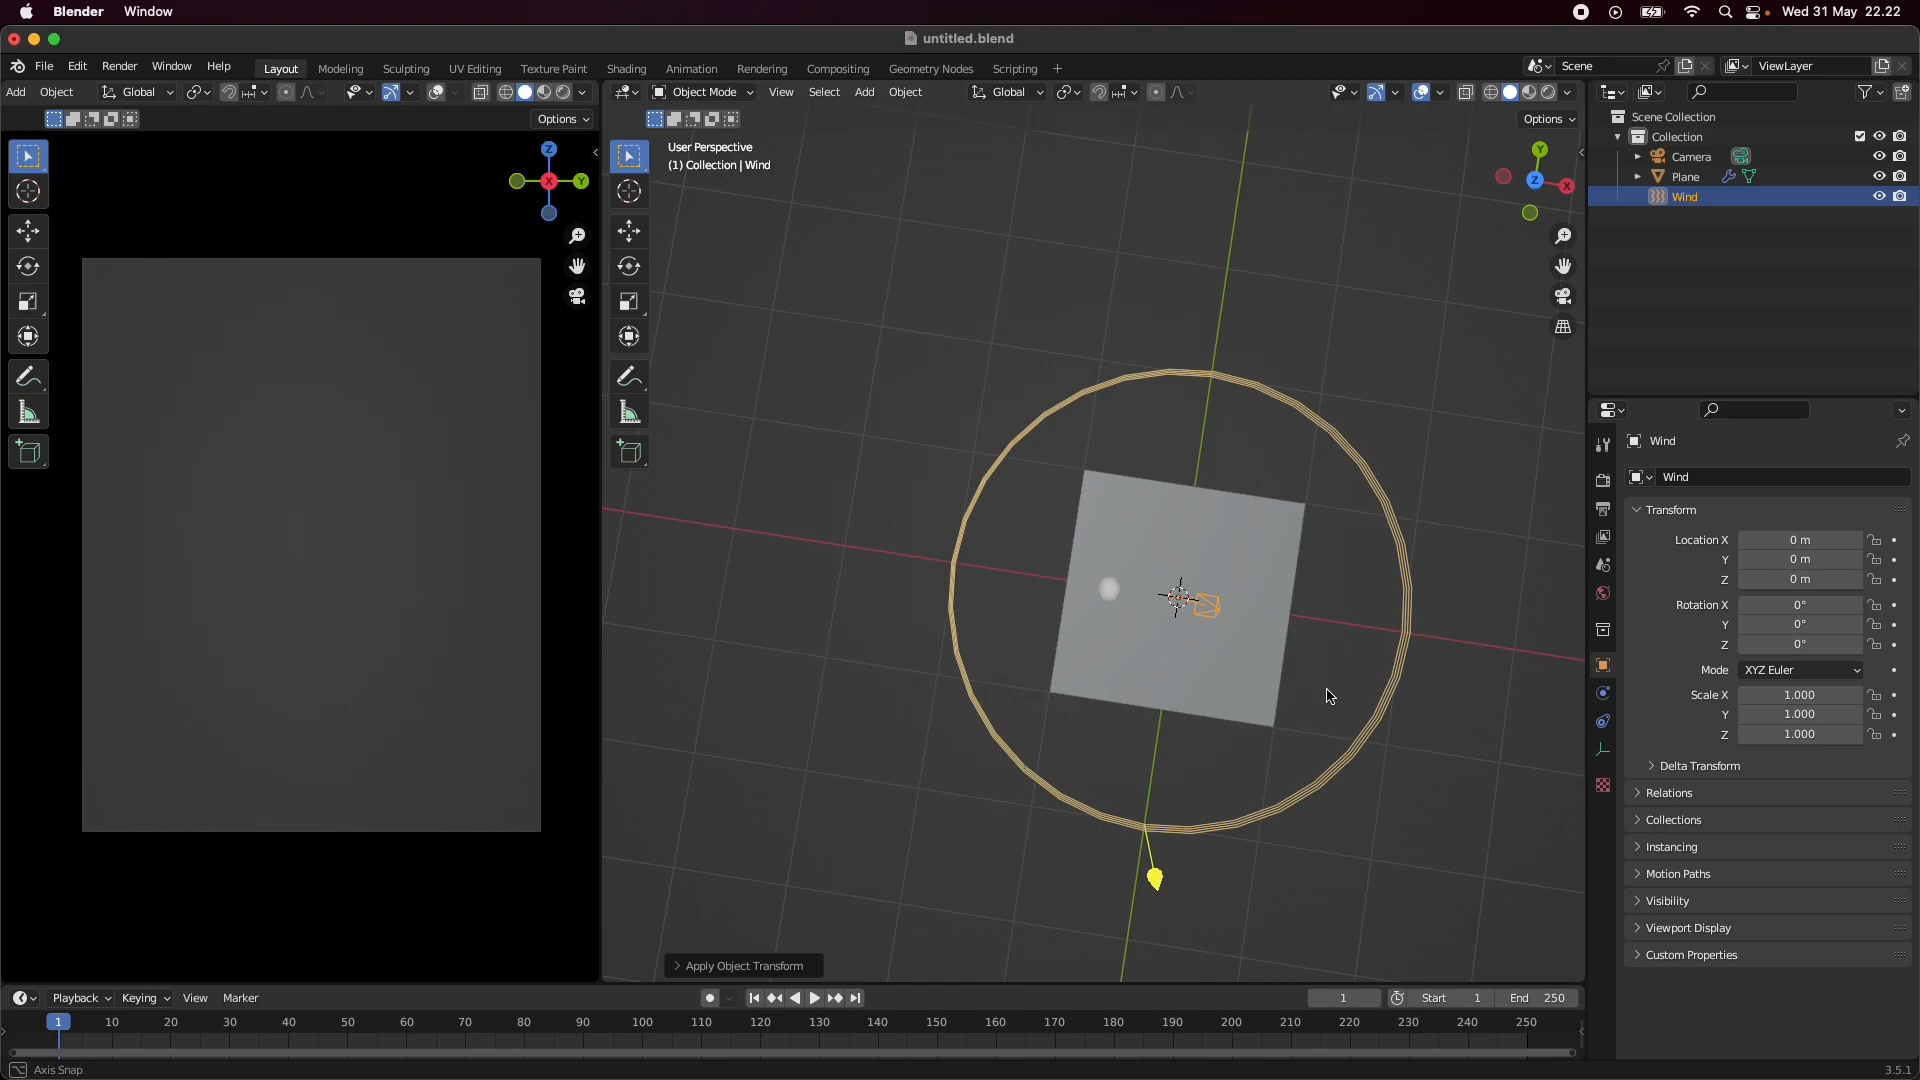 Blender Window Wed 31 May 22.22
untitled.blend
File Edit Render Window Help Layout Modeling Sculpting UV Editing Texture Paint Shading Animation Rendering Compositing Geometry Nodes Scripting + Scene ViewLayer
Add Object Global Object Mode View Select Add Object Global
Options Options
User Perspective
(1) Collection | Wind
Z
Y
X
Y
Z
X
Scene Collection
Collection
Camera
Plane
Wind
Wind
Wind
Transform
Location X 0 m
Y 0 m
Z 0 m
Rotation X 0°
Y 0°
Z 0°
Mode XYZ Euler
Scale X 1.000
Y 1.000
Z 1.000
Delta Transform
Relations
Collections
Instancing
Motion Paths
Visibility
Viewport Display
Custom Properties
Apply Object Transform
Playback Keying View Marker 1 Start 1 End 250
1 10 20 30 40 50 60 70 80 90 100 110 120 130 140 150 160 170 180 190 200 210 220 230 240 250
Axis Snap 3.5.1